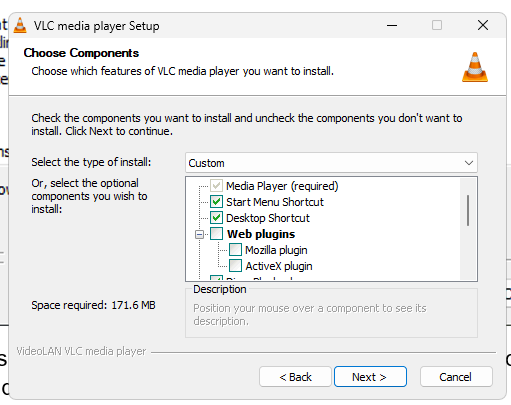 VLC media player Setup
Choose Components
Choose which features of VLC media player you want to install.
Check the components you want to install and uncheck the components you don't want to
install. Click Next to continue.
Select the type of install:
Custom
Or, select the optional
components you wish to
install:
Media Player (required)
Start Menu Shortcut
Desktop Shortcut
Web plugins
Mozilla plugin
ActiveX plugin
Space required: 171.6 MB
Description
Position your mouse over a component to see its
description.
VideoLAN VLC media player
< Back
Next >
Cancel